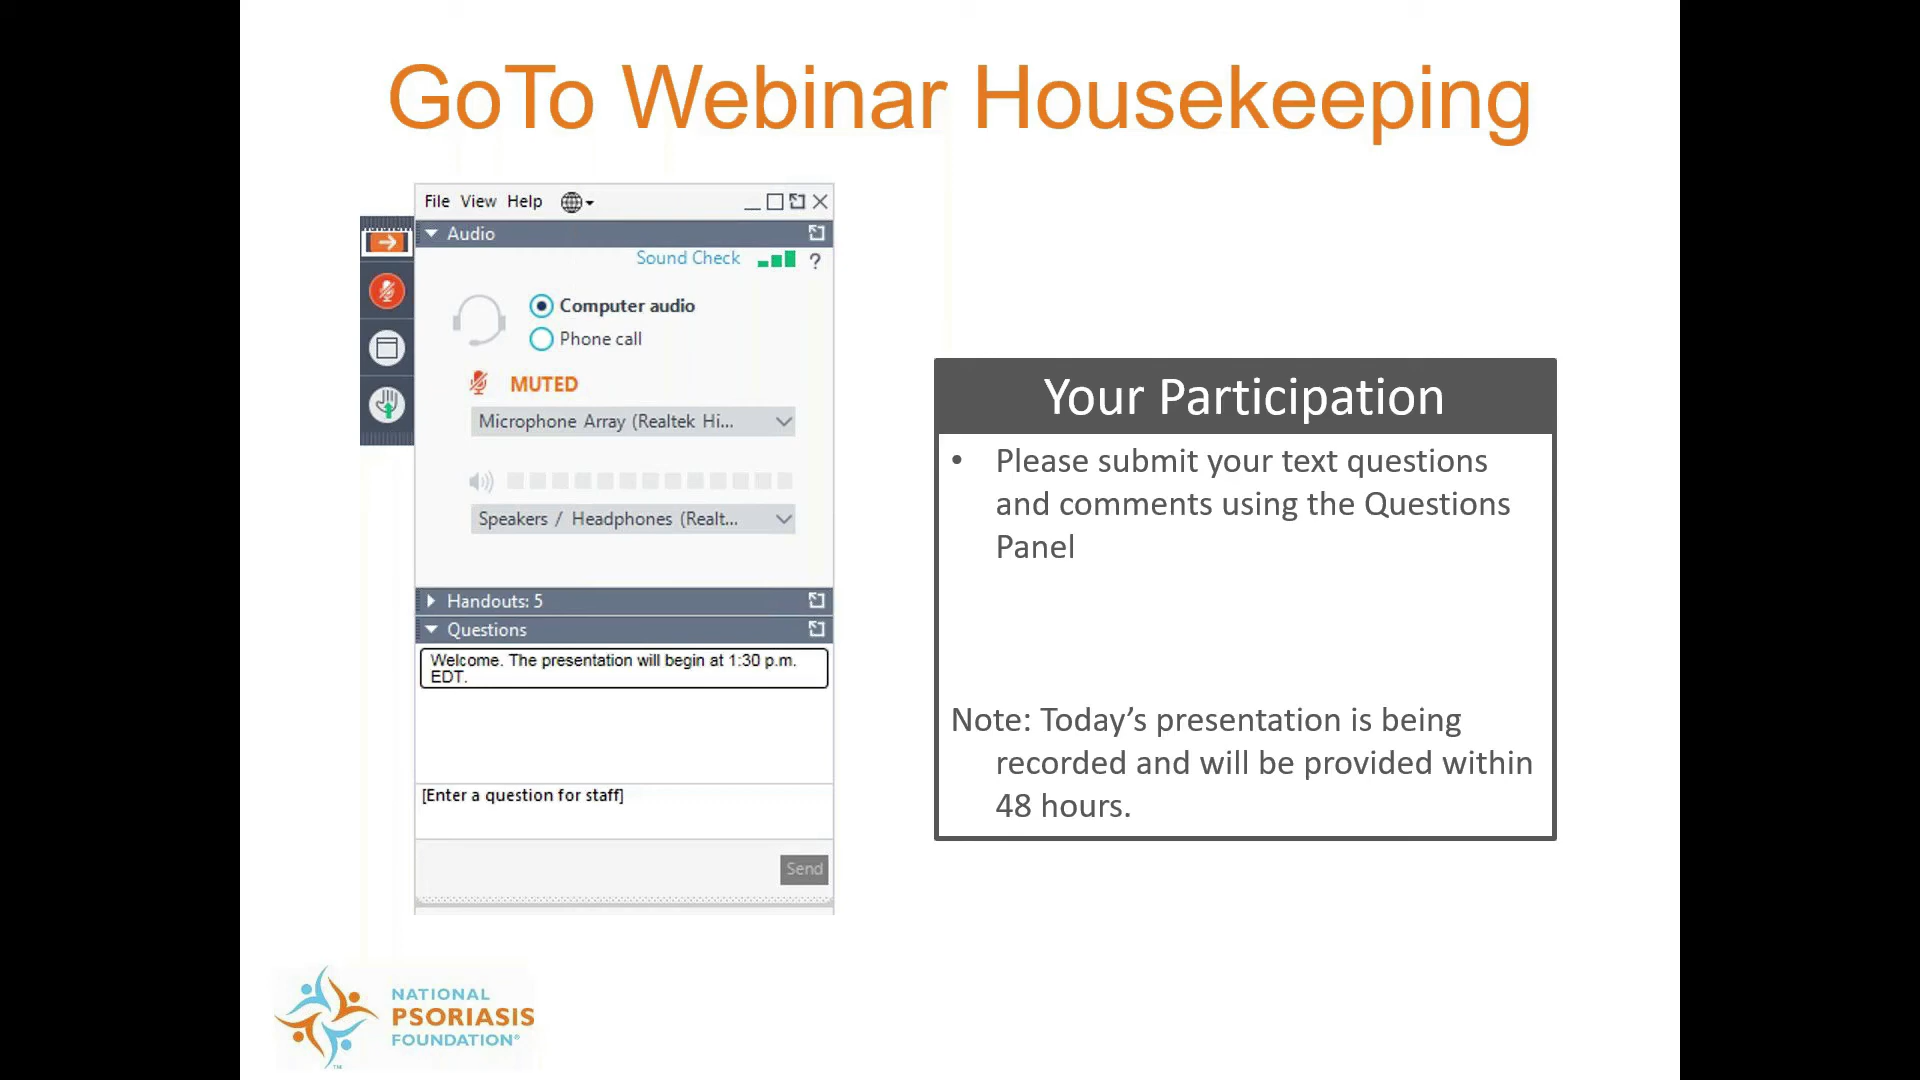 GoTo Webinar Housekeeping
File View Help
Audio
Sound Check
?
Computer audio
Phone call
MUTED
Microphone Array (Realtek Hi...
Speakers / Headphones (Realt...
Handouts: 5
Questions
Welcome. The presentation will begin at 1:30 p.m.
EDT.
[Enter a question for staff]
Send
Your Participation
• Please submit your text questions
and comments using the Questions
Panel
Note: Today’s presentation is being
recorded and will be provided within
48 hours.
NATIONAL
PSORIASIS
FOUNDATION®
™